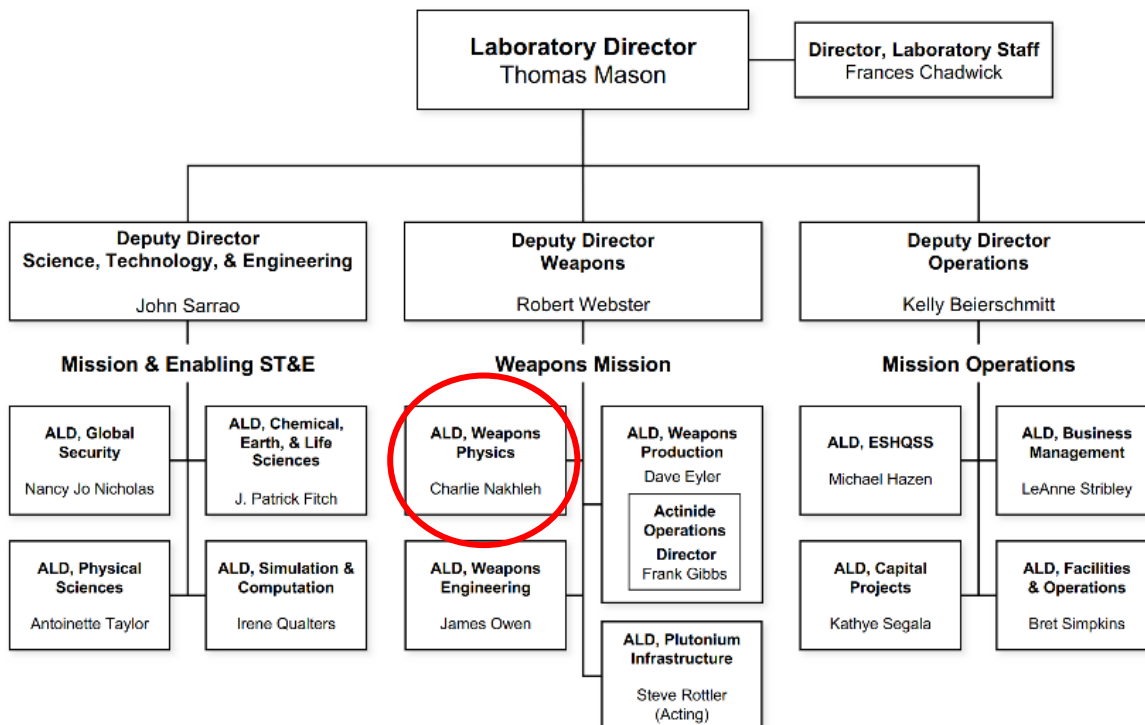 Laboratory Director
Thomas Mason
Director, Laboratory Staff
Frances Chadwick
Deputy Director
Science, Technology, & Engineering
John Sarrao
Deputy Director
Weapons
Robert Webster
Deputy Director
Operations
Kelly Beierschmitt
Mission & Enabling ST&E
ALD, Global
Security
Nancy Jo Nicholas
ALD, Chemical,
Earth, & Life
Sciences
J. Patrick Fitch
ALD, Physical
Sciences
Antoinette Taylor
ALD, Simulation &
Computation
Irene Qualters
Weapons Mission
ALD, Weapons
Physics
Charlie Nakhleh
ALD, Weapons
Production
Dave Eyler
Actinide
Operations
Director
Frank Gibbs
ALD, Weapons
Engineering
James Owen
ALD, Plutonium
Infrastructure
Steve Rottler
(Acting)
Mission Operations
ALD, ESHQSS
Michael Hazen
ALD, Business
Management
LeAnne Stribley
ALD, Capital
Projects
Kathye Segala
ALD, Facilities
& Operations
Bret Simpkins